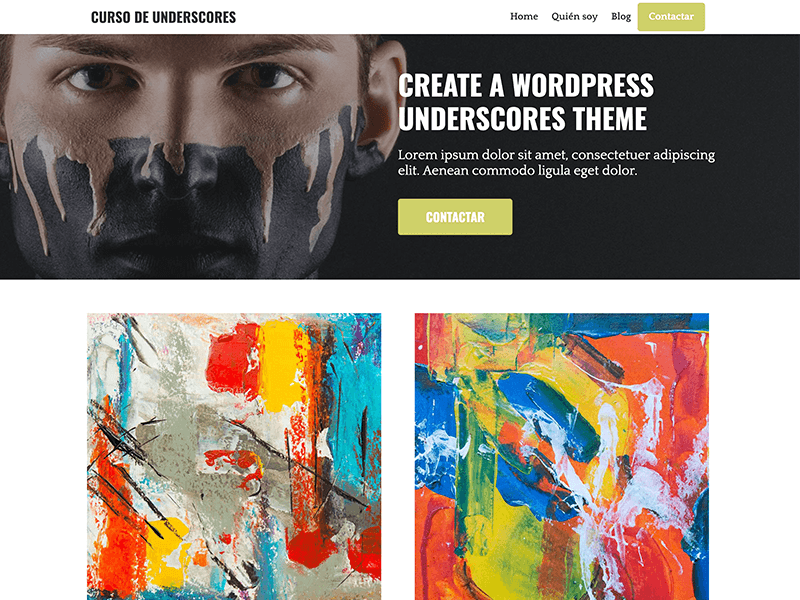 CURSO DE UNDERSCORES
Home Quién soy Blog Contactar
CREATE A WORDPRESS
UNDERSCORES THEME
Lorem ipsum dolor sit amet, consectetuer adipiscing
elit. Aenean commodo ligula eget dolor.
CONTACTAR